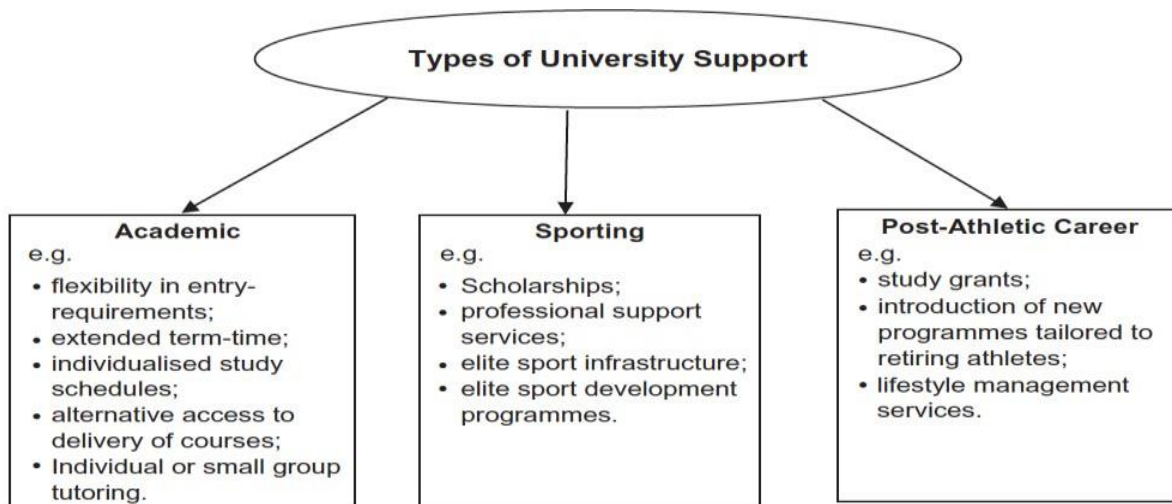 Types of University Support
Academic
e.g.
• flexibility in entry-
requirements;
• extended term-time;
• individualised study
schedules;
• alternative access to
delivery of courses;
• Individual or small group
tutoring.
Sporting
e.g.
• Scholarships;
• professional support
services;
• elite sport infrastructure;
• elite sport development
programmes.
Post-Athletic Career
e.g.
• study grants;
• introduction of new
programmes tailored to
retiring athletes;
• lifestyle management
services.